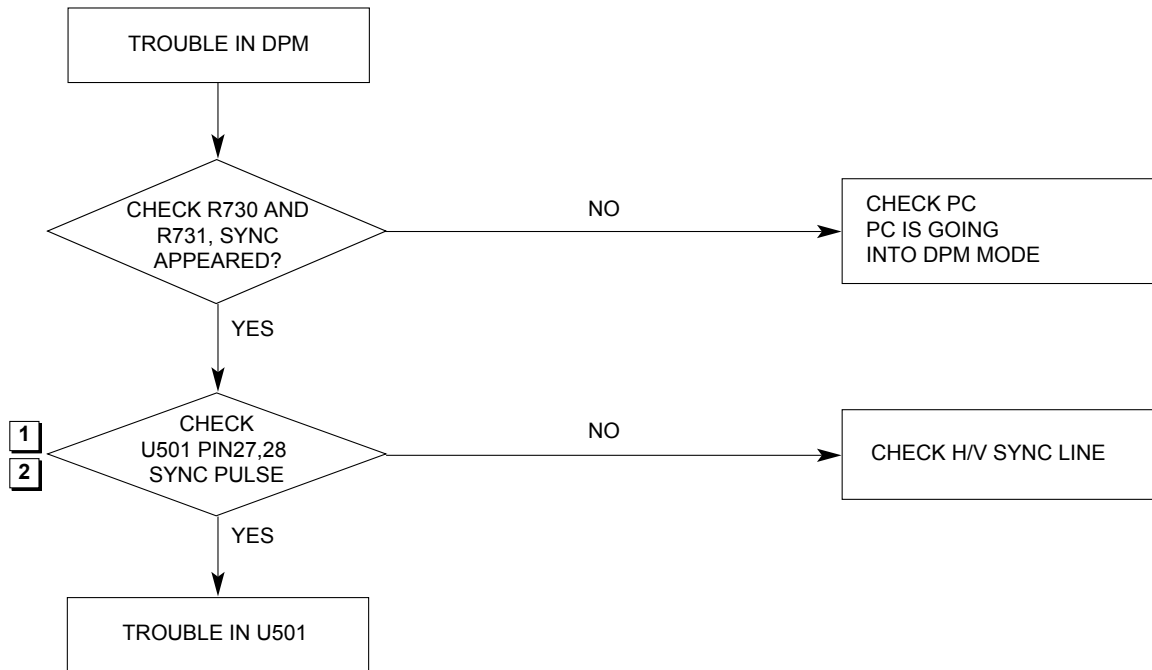 TROUBLE IN DPM
CHECK R730 AND
R731, SYNC
APPEARED?
NO
CHECK PC
PC IS GOING
INTO DPM MODE
YES
1
2
CHECK
U501 PIN27,28
SYNC PULSE
NO
CHECK H/V SYNC LINE
YES
TROUBLE IN U501